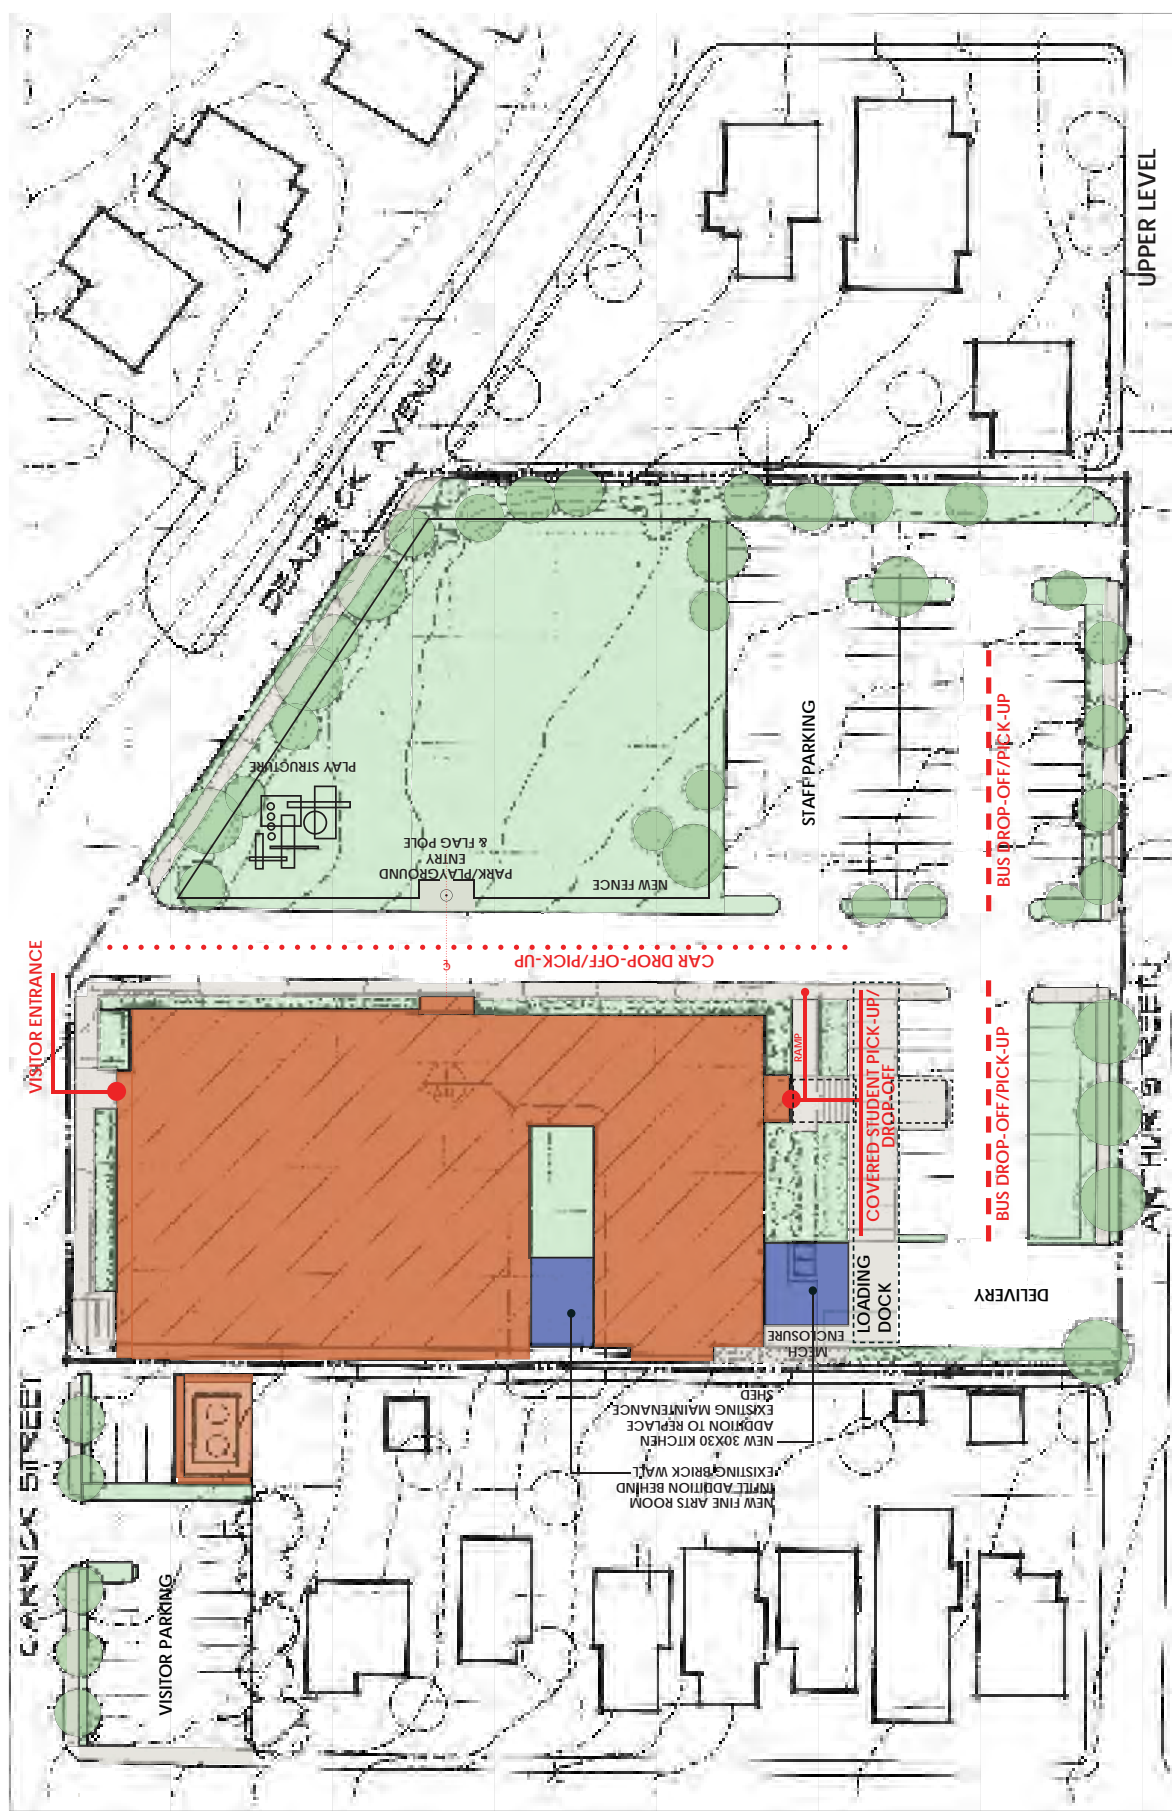 UPPER LEVEL
DEADRICK AVENUE
PLAY STRUCTURE
PARK/PLAYGROUND
ENTRY
& FLAG POLE
NEW FENCE
STAFF PARKING
BUS DROP-OFF/PICK-UP
VISITOR ENTRANCE
CAR DROP-OFF/PICK-UP
RAMP
COVERED STUDENT PICK-UP/
DROP-OFF
BUS DROP-OFF/PICK-UP
ARTHUR STREET
LOADING
DOCK
DELIVERY
MECH
ENCLOSURE
CARRICK STREET
NEW 30X30 KITCHEN
ADDITION TO REPLACE
EXISTING MAINTENANCE
SHED
NEW FINE ARTS ROOM
INFILL ADDITION BEHIND
EXISTING BRICK WALL
VISITOR PARKING